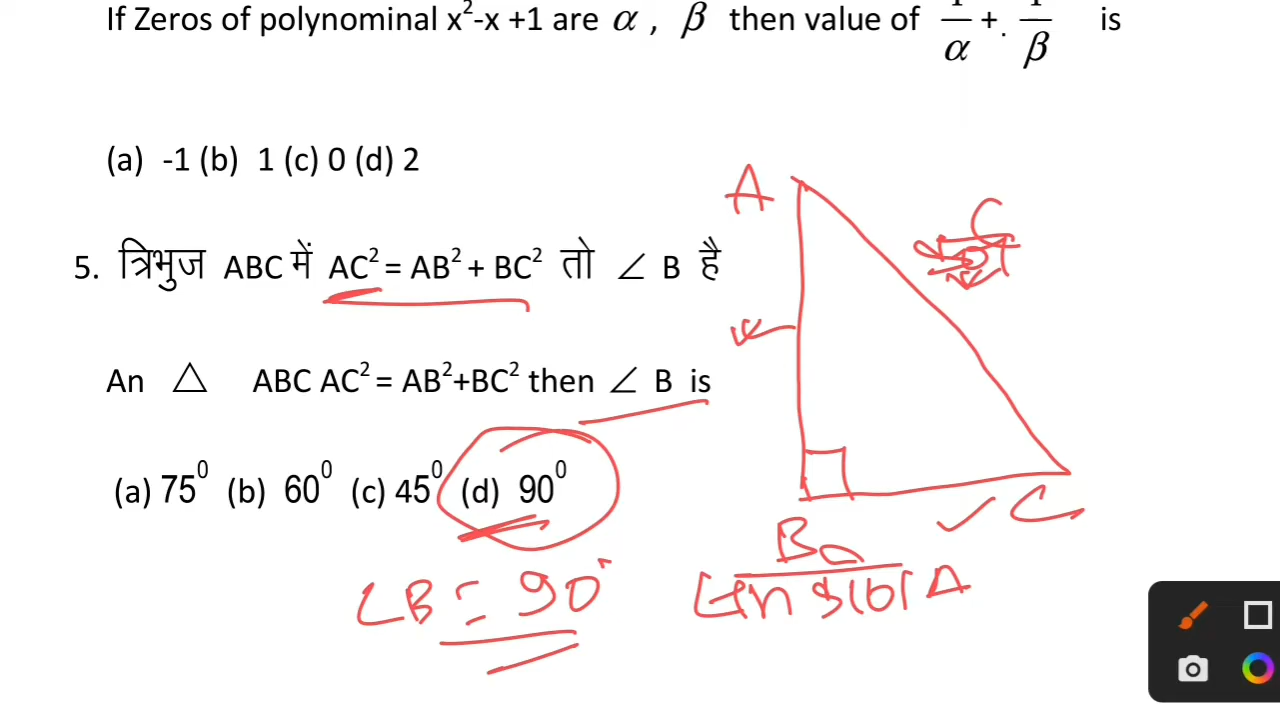 If Zeros of polynominal x²-x +1 are α , β then value of 1/α +. 1/β is
(a) -1 (b) 1 (c) 0 (d) 2
A
5. त्रिभुज ABC में AC² = AB² + BC² तो ∠ B है
An △ ABC AC² = AB²+BC² then ∠ B is
(a) 75⁰ (b) 60⁰ (c) 45⁰ (d) 90⁰
B C
∠B = 90°